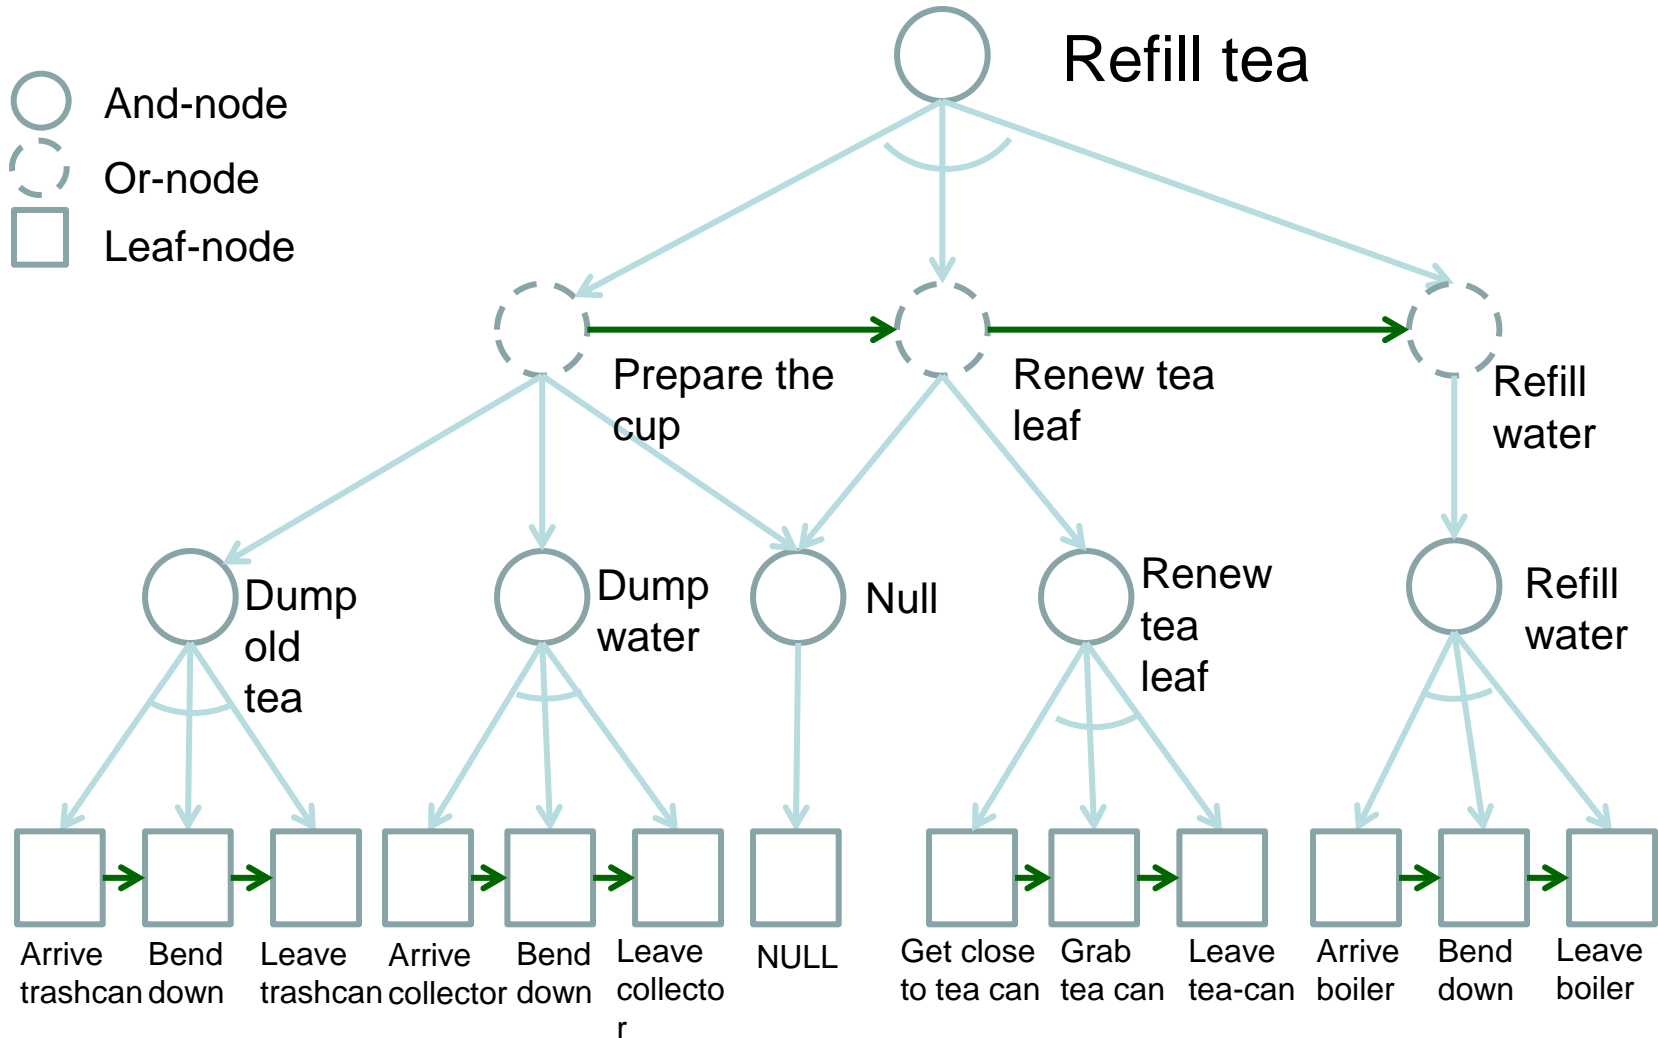 Refill tea
And-node
Or-node
Leaf-node
Prepare the
cup
Renew tea
leaf
Refill
water
Dump
old
tea
Dump
water
Null
Renew
tea
leaf
Refill
water
Arrive
trashcan
Bend
down
Leave
trashcan
Arrive
collector
Bend
down
Leave
collecto
r
NULL
Get close
to tea can
Grab
tea can
Leave
tea-can
Arrive
boiler
Bend
down
Leave
boiler